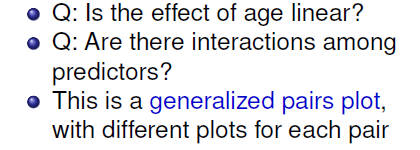 Q: Is the effect of age linear?
Q: Are there interactions among
predictors?
This is a generalized pairs plot,
with different plots for each pair